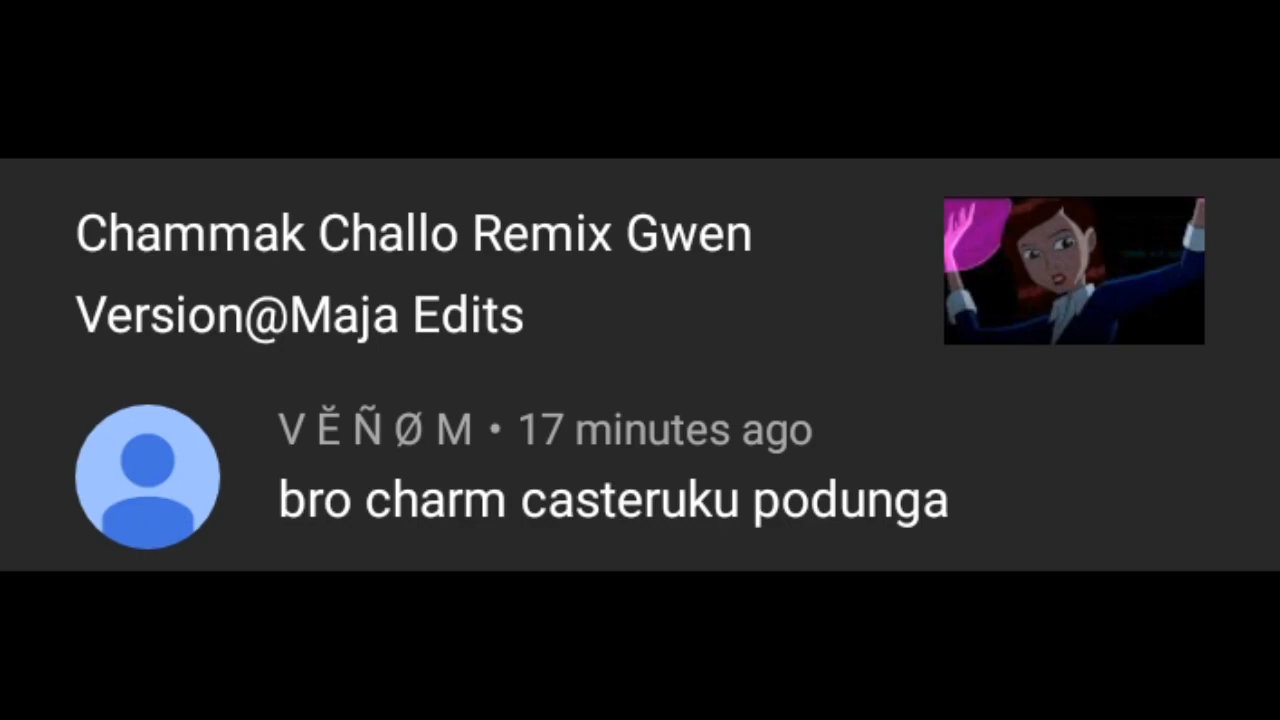 Chammak Challo Remix Gwen
Version@Maja Edits
V Ĕ Ñ Ø M • 17 minutes ago
bro charm casteruku podunga